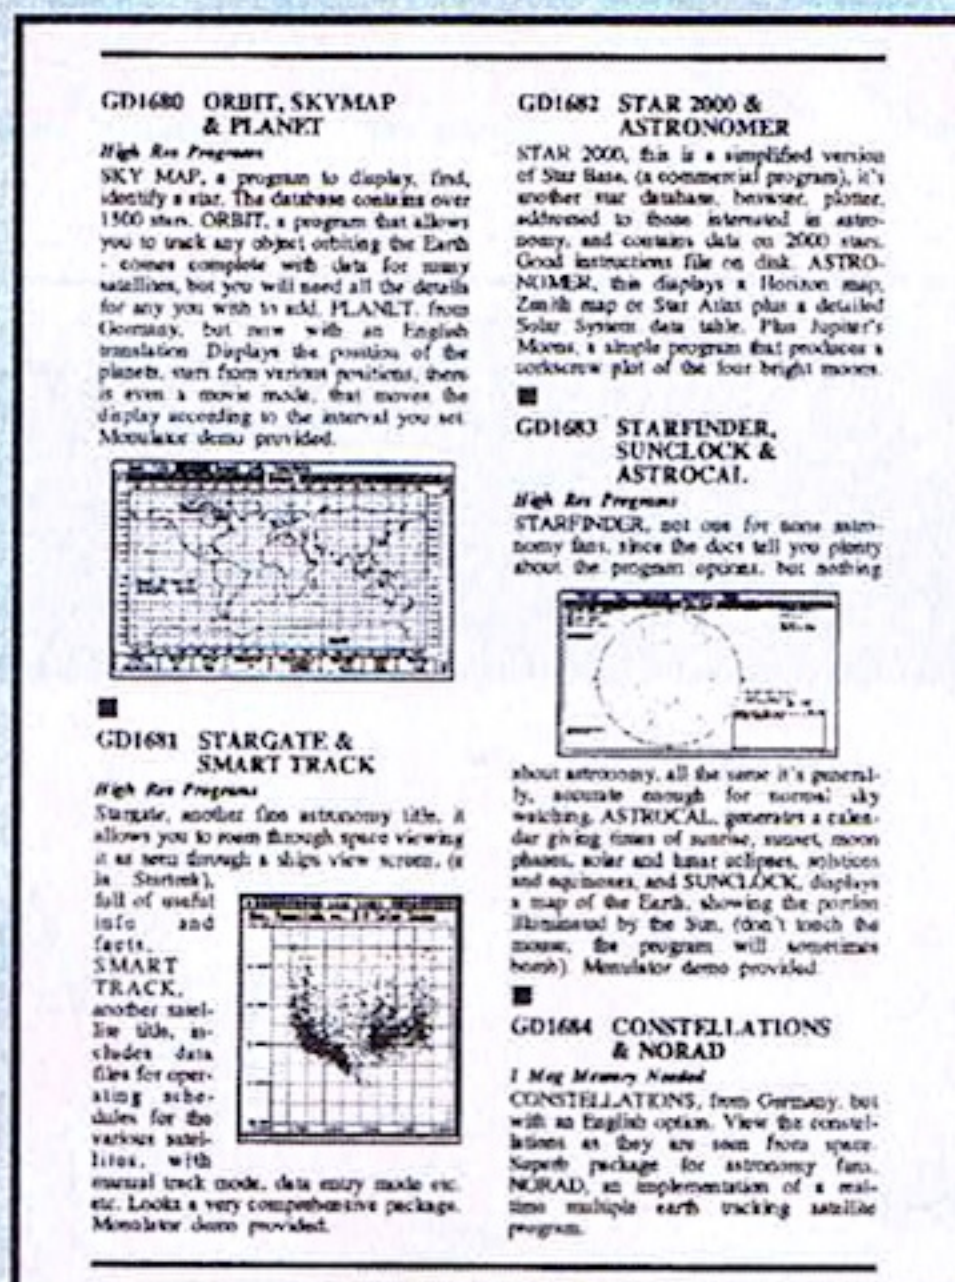 GD1680 ORBIT, SKYMAP
& PLANET
High Res Programs
SKY MAP, a program to display, find,
identify a star. The database contains over
1500 stars. ORBIT, a program that allows
you to track any object orbiting the Earth
- comes complete with data for many
satellites, but you will need all the details
for any you wish to add. PLANET, from
Germany, but now with an English
translation. Displays the position of the
planets, stars from various positions, there
is even a movie mode, that moves the
display according to the interval you set.
Monulator demo provided.
GD1681 STARGATE &
SMART TRACK
High Res Programs
Stargate, another fine astronomy title, it
allows you to roam through space viewing
it as seen through a ships view screen, (a
la Startrek),
full of useful
info and
facts.
SMART
TRACK,
another satel-
lite title, in-
cludes data
files for oper-
ating sche-
dules for the
various satel-
lites, with
manual track mode, data entry mode etc.
etc. Looks a very comprehensive package.
Monulator demo provided.
GD1682 STAR 2000 &
ASTRONOMER
STAR 2000, this is a simplified version
of Star Base, (a commercial program), it's
another star database, browser, plotter,
addressed to those interested in astro-
nomy, and contains data on 2000 stars.
Good instructions file on disk. ASTRO-
NOMER, this displays a Horizon map,
Zenith map or Star Atlas plus a detailed
Solar System data table. Plus Jupiter's
Moons, a simple program that produces a
corkscrew plot of the four bright moons.
GD1683 STARFINDER,
SUNCLOCK &
ASTROCAL
High Res Programs
STARFINDER, not one for none astro-
nomy fans, since the docs tell you plenty
about the program options, but nothing
about astronomy, all the same it's general-
ly, accurate enough for normal sky
watching, ASTROCAL, generates a calen-
dar giving times of sunrise, sunset, moon
phases, solar and lunar eclipses, solstices
and equinoxes, and SUNCLOCK, displays
a map of the Earth, showing the portion
illuminated by the Sun, (don't touch the
mouse, the program will sometimes
bomb). Monulator demo provided.
GD1684 CONSTELLATIONS
& NORAD
1 Meg Memory Needed
CONSTELLATIONS, from Germany, but
with an English option. View the constel-
lations as they are seen from space.
Superb package for astronomy fans.
NORAD, an implementation of a real-
time multiple earth tracking satellite
program.